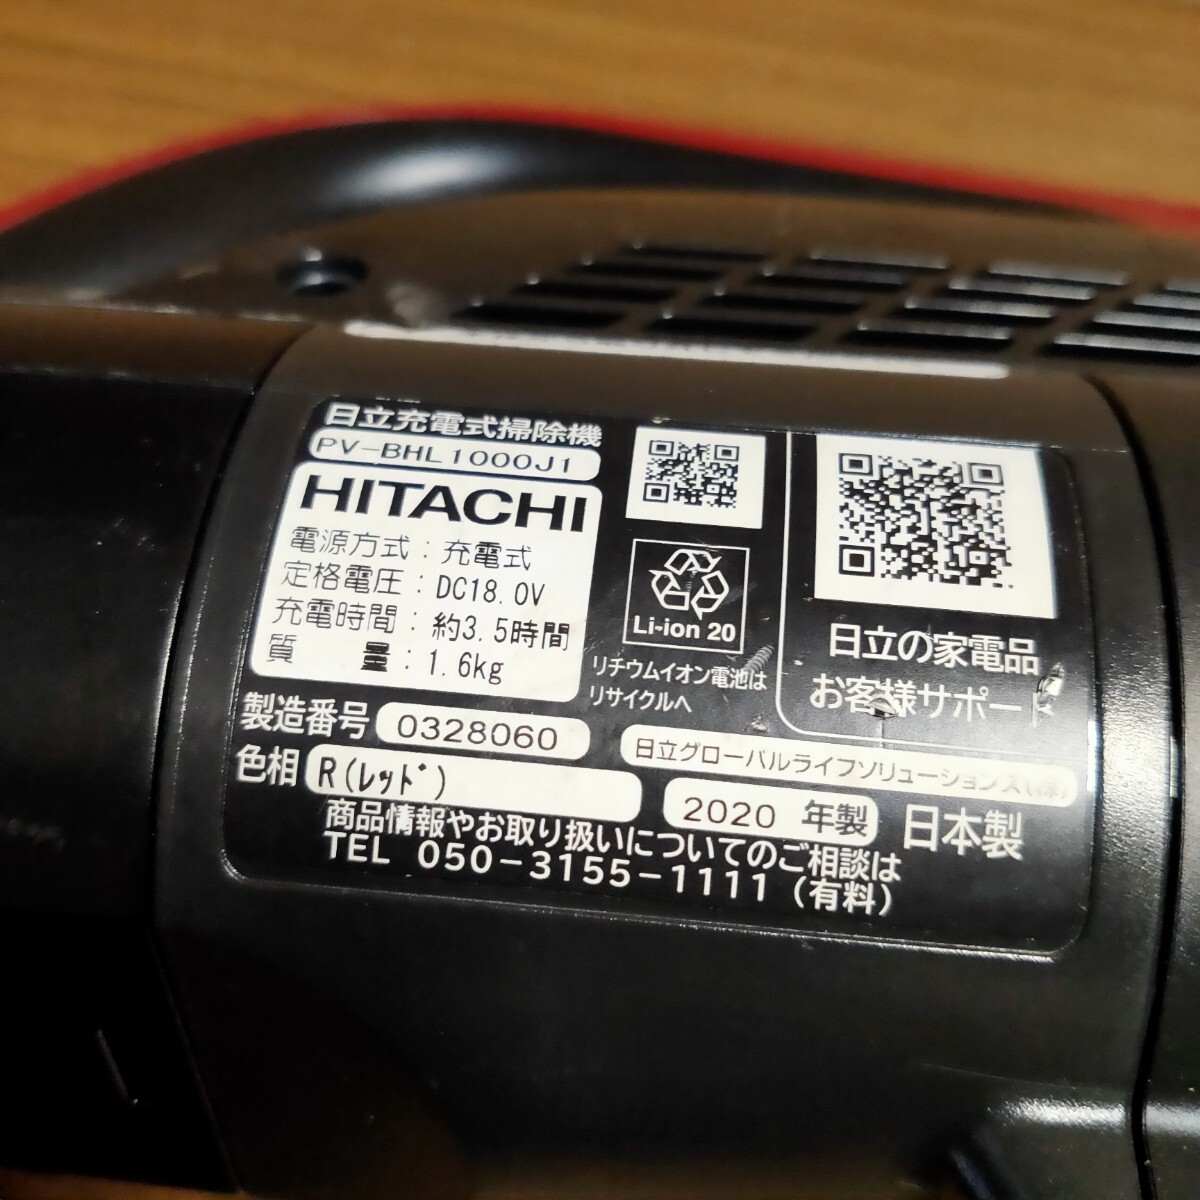 日立充電式掃除機
PV-BHL1000J1
HITACHI
電源方式：充電式
定格電圧：DC18.0V
充電時間：約3.5時間
質　　量：1.6kg
製造番号 0328060
色相 R(レッド)
Li-ion 20
リチウムイオン電池は
リサイクルへ
日立の家電品
お客様サポート
日立グローバルライフソリューションズ(株)
2020 年製 日本製
商品情報やお取り扱いについてのご相談は
TEL 050-3155-1111（有料）